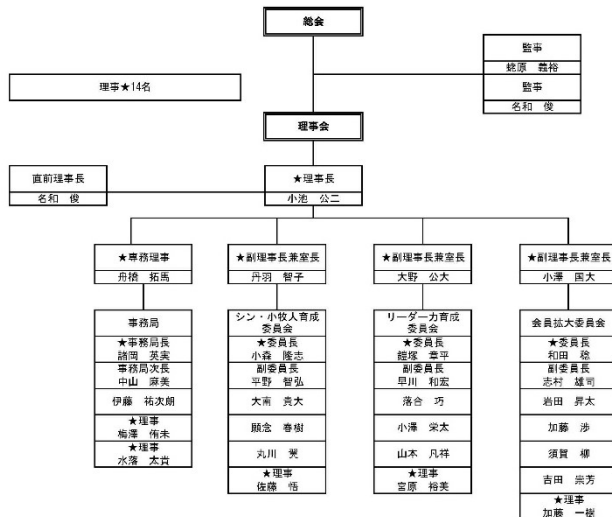 総会
監事
蛯原 義裕
監事
名和 俊
理事★14名
理事会
直前理事長
名和 俊
★理事長
小池 公二
★専務理事
舟橋 拓馬
★副理事長兼室長
丹羽 智子
★副理事長兼室長
大野 公大
★副理事長兼室長
小澤 国大
事務局
★事務局長
諸岡 英実
事務局次長
中山 麻美
伊藤 祐次朗
★理事
梅澤 侑未
★理事
水落 太貴
シン・小牧人育成
委員会
★委員長
小森 隆志
副委員長
平野 智弘
大南 貴大
願念 春樹
丸川
★理事
佐藤 悟
リーダー力育成
委員会
★委員長
鎧塚 章平
副委員長
早川 和宏
落合 巧
小澤 栄太
山本 凡祥
★理事
宮原 裕美
会員拡大委員会
★委員長
和田 稔
副委員長
志村 雄司
岩田 昇太
加藤 渉
須賀 柳
吉田 崇芳
★理事
加藤 一樹